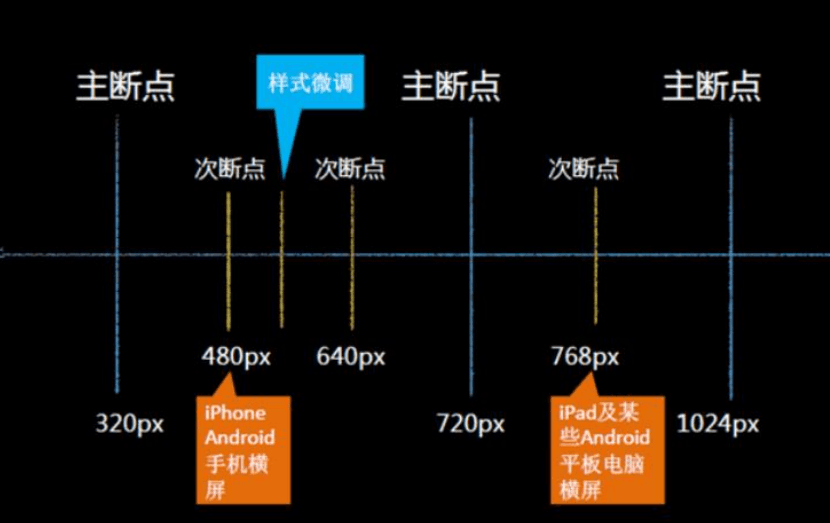 主断点
样式微调
主断点
主断点
次断点
次断点
次断点
480px
640px
768px
320px
iPhone
Android
手机横
屏
720px
iPad及某
些Android
平板电脑
横屏
1024px